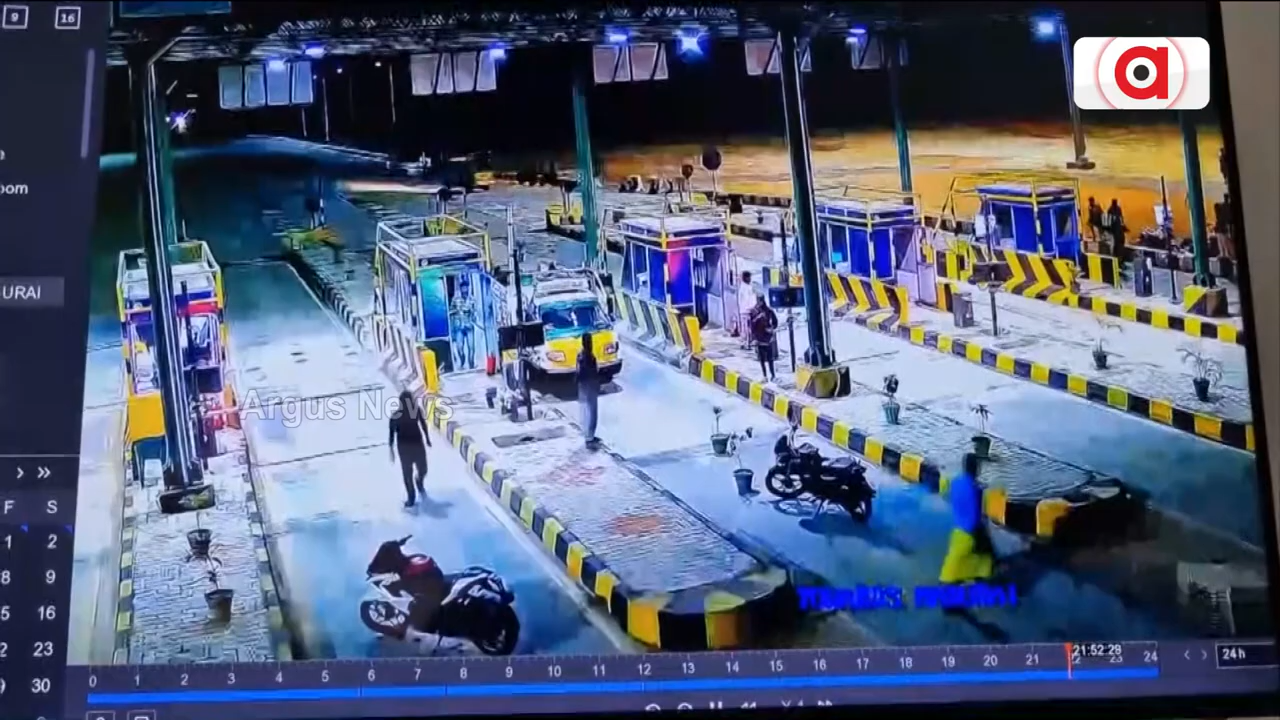 9 16
URAI
Argus News
a
F S
1 2
8 9
5 16
2 23
30
0 1 2 3 4 5 6 7 8 9 10 11 12 13 14 15 16 17 18 19 20 21 23 24
21:52:28
24h